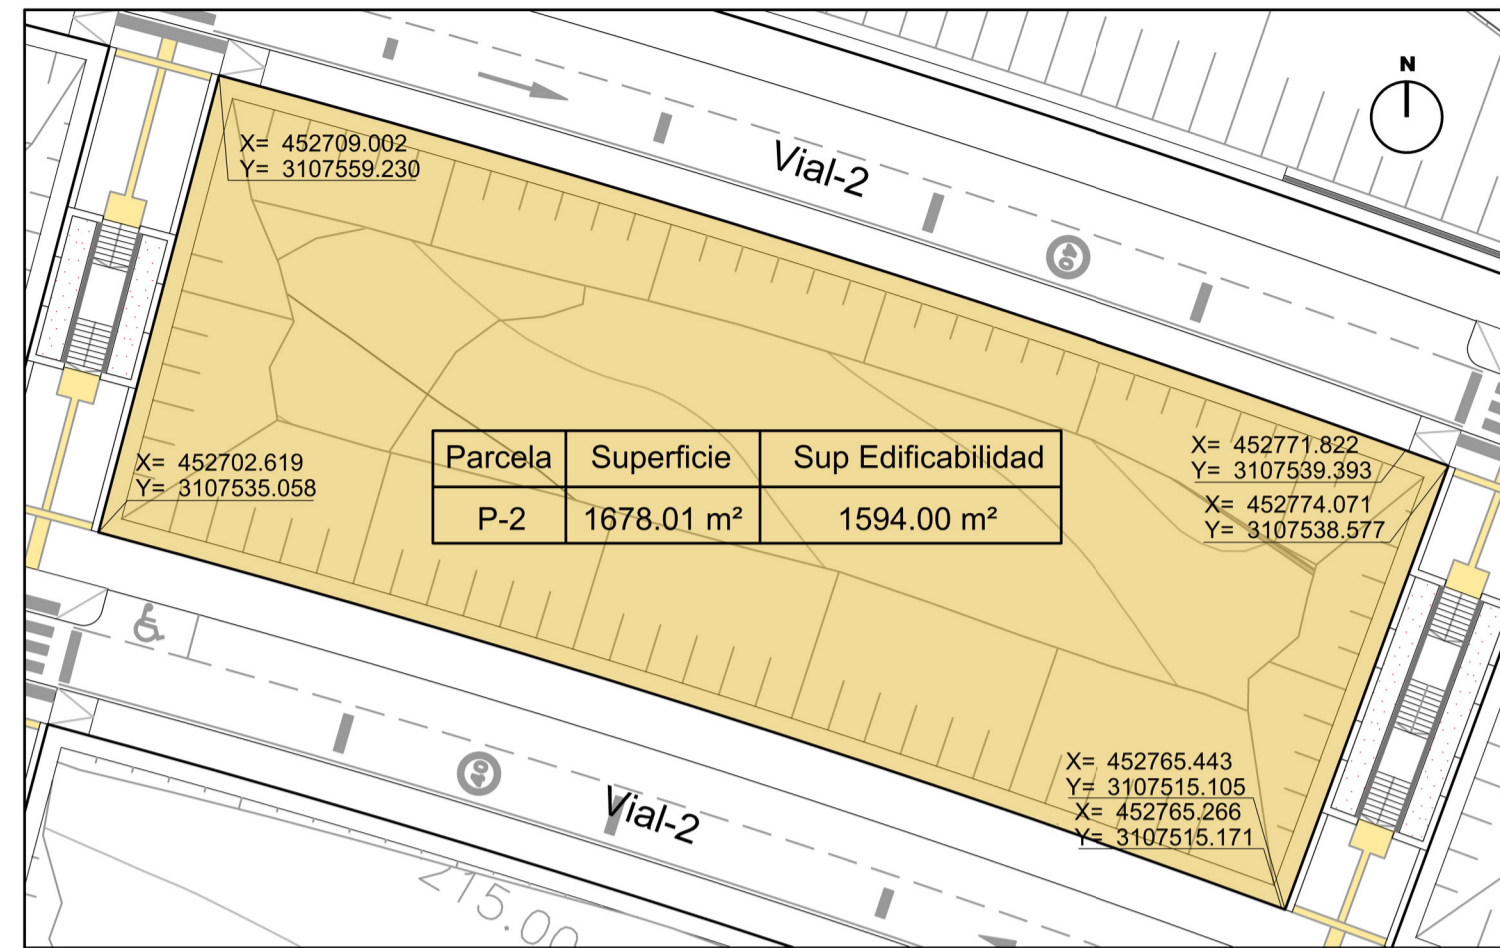 N
X= 452709.002
Y= 3107559.230
Vial-2
40
X= 452702.619
Y= 3107535.058
Parcela Superficie Sup Edificabilidad
P-2 1678.01 m² 1594.00 m²
X= 452771.822
Y= 3107539.393
X= 452774.071
Y= 3107538.577
X= 452765.443
Y= 3107515.105
X= 452765.266
Y= 3107515.171
40
Vial-2
215.00